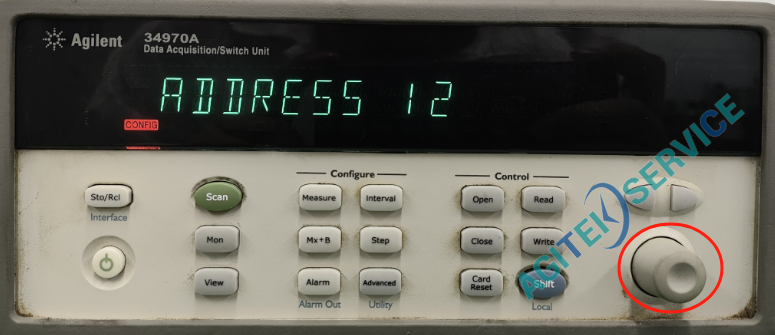 Agilent
34970A
Data Acquisition/Switch Unit
ADDRESS 12
CONFIG
Configure
Control
Sto/Rcl
Scan
Measure
Interval
Open
Read
Interface
Mon
Mx+B
Step
Close
Write
View
Alarm
Advanced
Card
Reset
Shift
Alarm Out
Utility
Local
AGITEK SERVICE